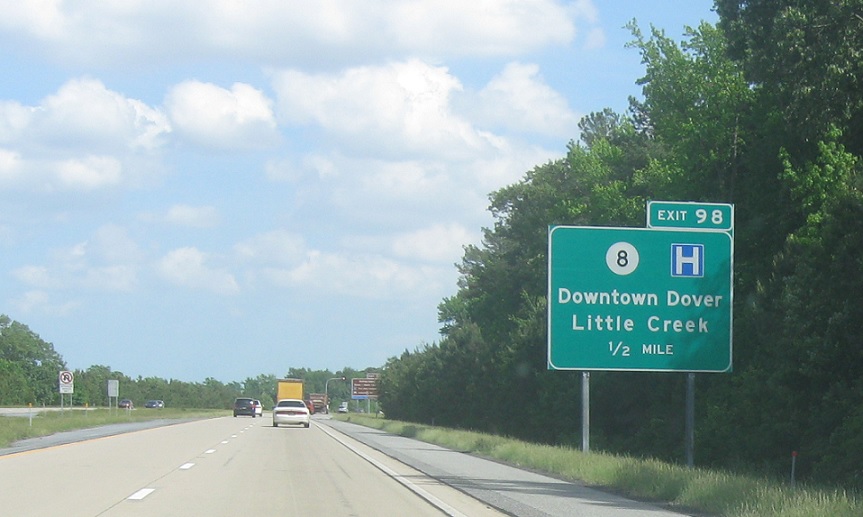 EXIT 98
8 H
Downtown Dover
Little Creek
1/2 MILE